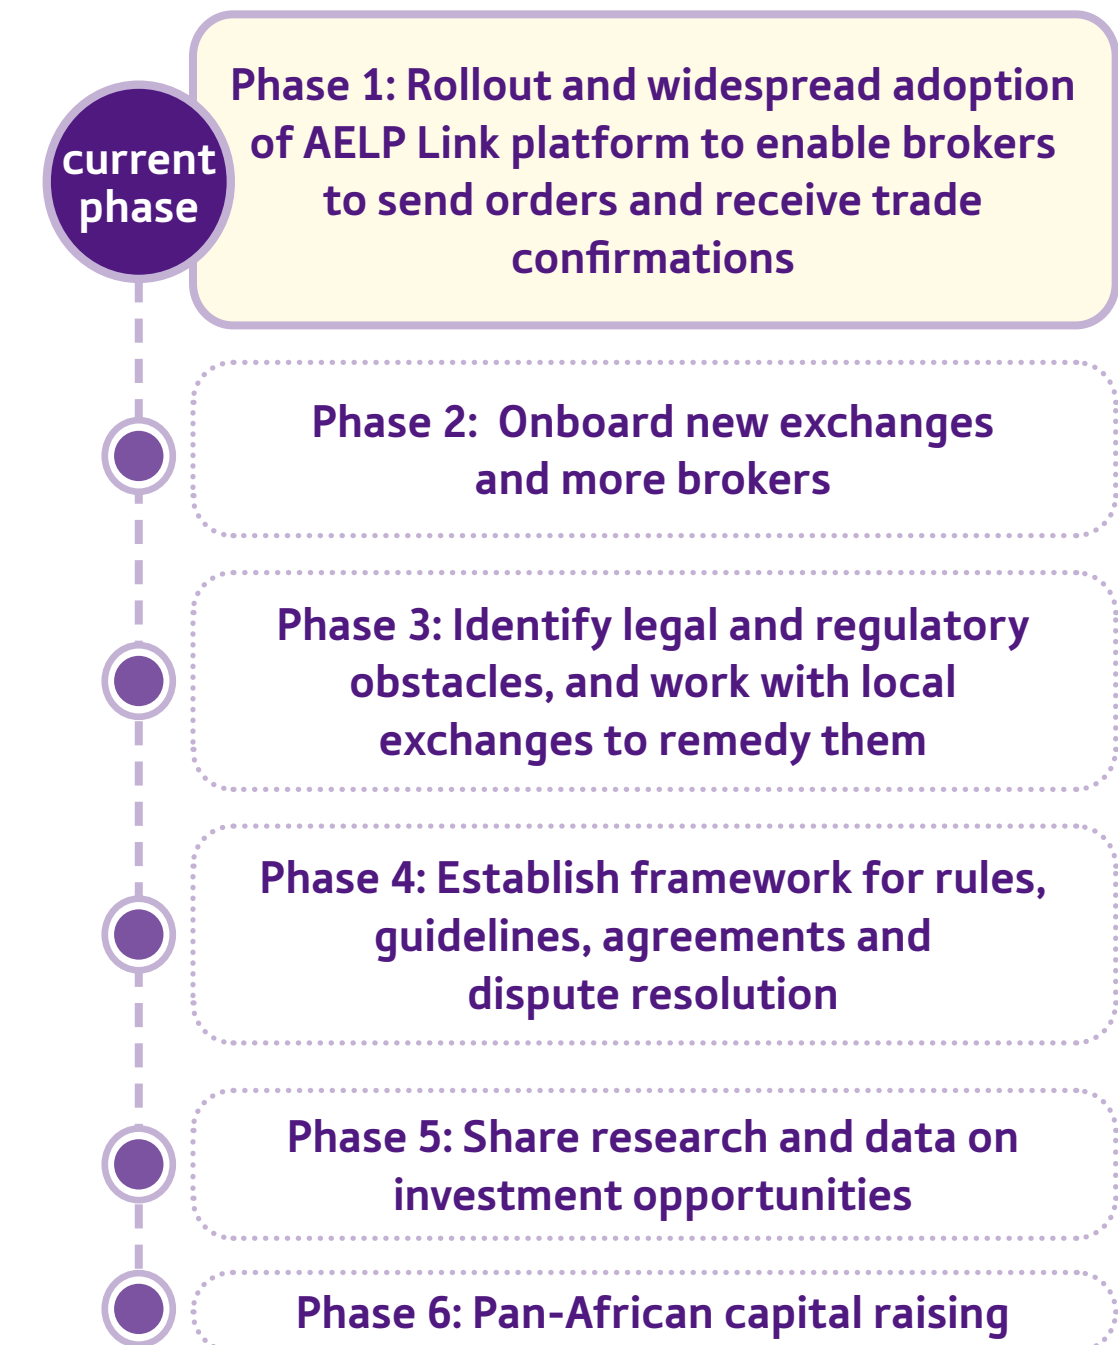 current
phase
Phase 1: Rollout and widespread adoption
of AELP Link platform to enable brokers
to send orders and receive trade
confirmations
Phase 2: Onboard new exchanges
and more brokers
Phase 3: Identify legal and regulatory
obstacles, and work with local
exchanges to remedy them
Phase 4: Establish framework for rules,
guidelines, agreements and
dispute resolution
Phase 5: Share research and data on
investment opportunities
Phase 6: Pan-African capital raising